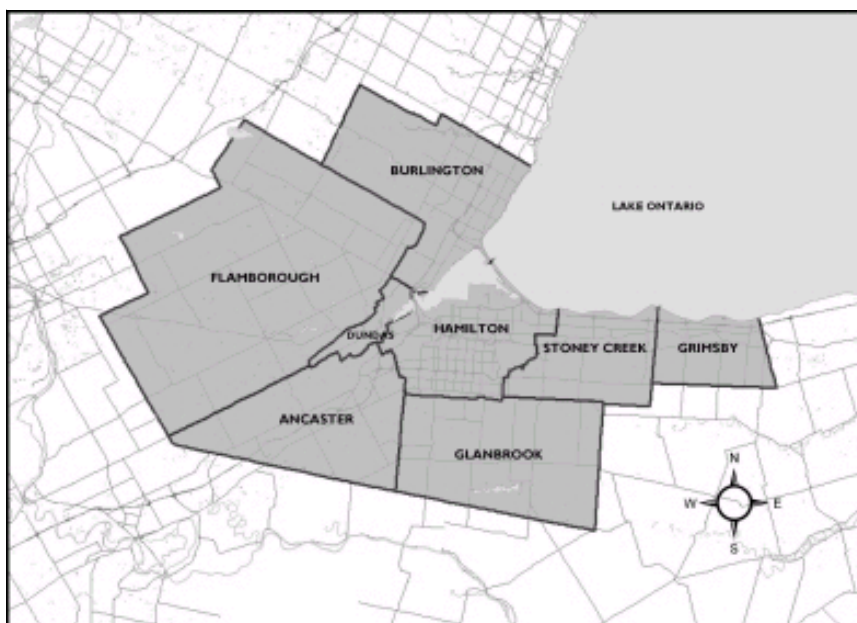 BURLINGTON
LAKE ONTARIO
FLAMBOROUGH
HAMILTON
DUNDAS
STONEY CREEK
GRIMSBY
ANCASTER
GLANBROOK
N
W
E
S